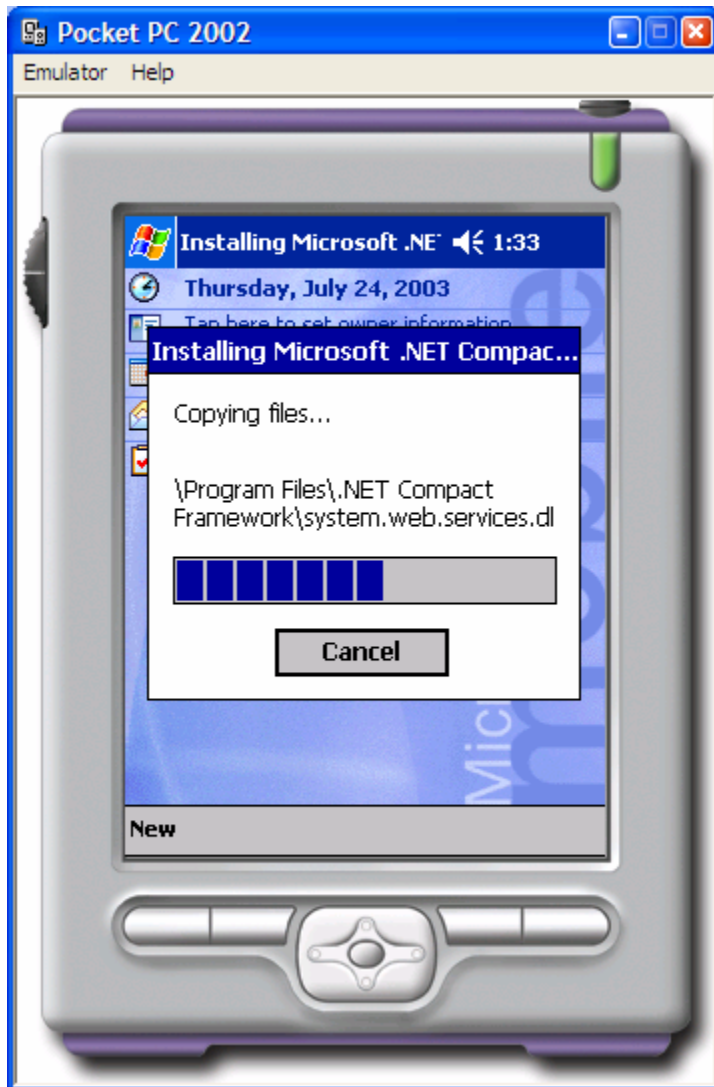 Pocket PC 2002
Emulator Help
Installing Microsoft .NE 1:33
Thursday, July 24, 2003
Tap here to set owner information
Installing Microsoft .NET Compac...
Copying files...
\Program Files\.NET Compact
Framework\system.web.services.dl
Cancel
Mic
New